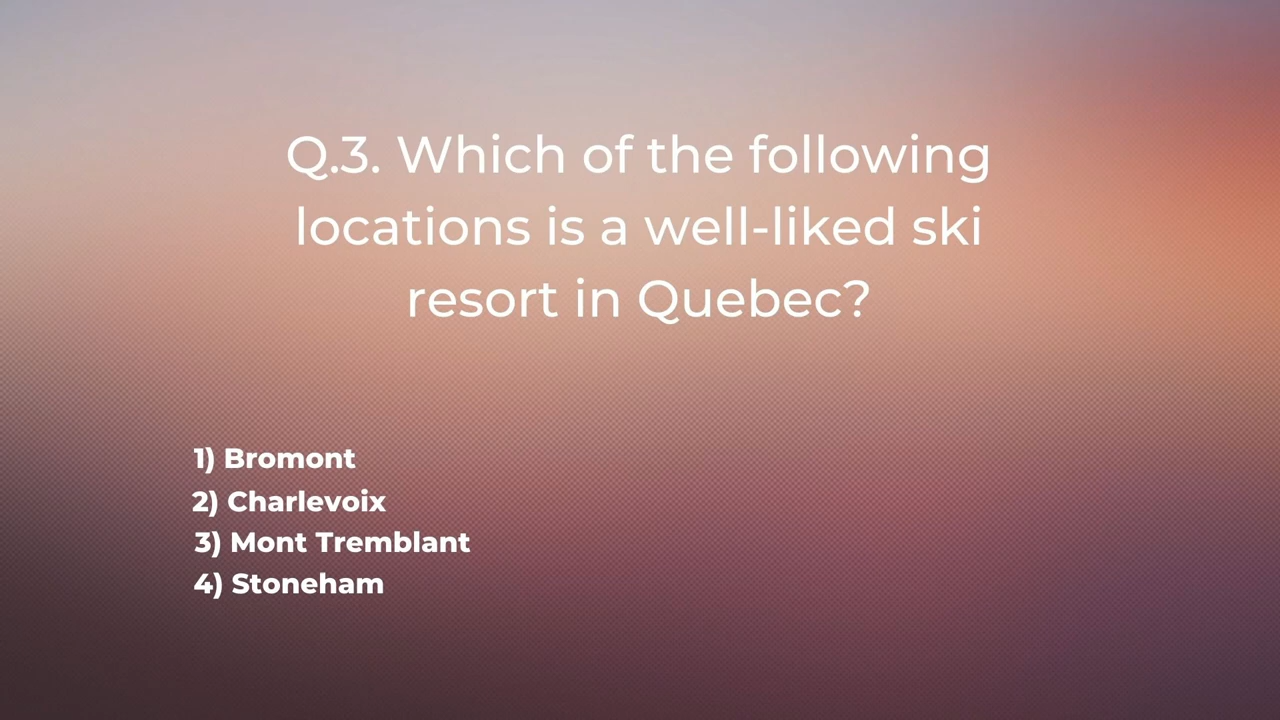 Q.3. Which of the following
locations is a well-liked ski
resort in Quebec?
1) Bromont
2) Charlevoix
3) Mont Tremblant
4) Stoneham